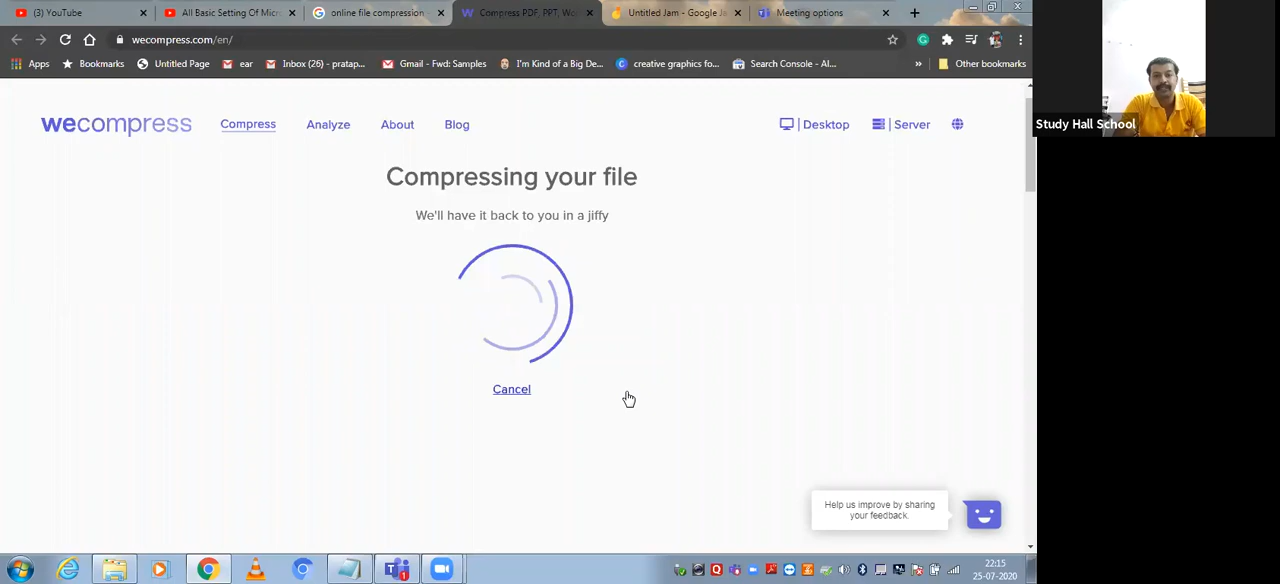 (3) YouTube
All Basic Setting Of Micr
online file compression -
Compress PDF, PPT, Wo
Untitled Jam - Google Ja
Meeting options
wecompress.com/en/
Apps
Bookmarks
Untitled Page
ear
Inbox (26) - pratap...
Gmail - Fwd: Samples
I'm Kind of a Big De...
creative graphics fo...
Search Console - Al...
»
Other bookmarks
wecompress
Compress
Analyze
About
Blog
| Desktop
| Server
Compressing your file
We'll have it back to you in a jiffy
Cancel
Help us improve by sharing
your feedback.
22:15
25-07-2020
Study Hall School